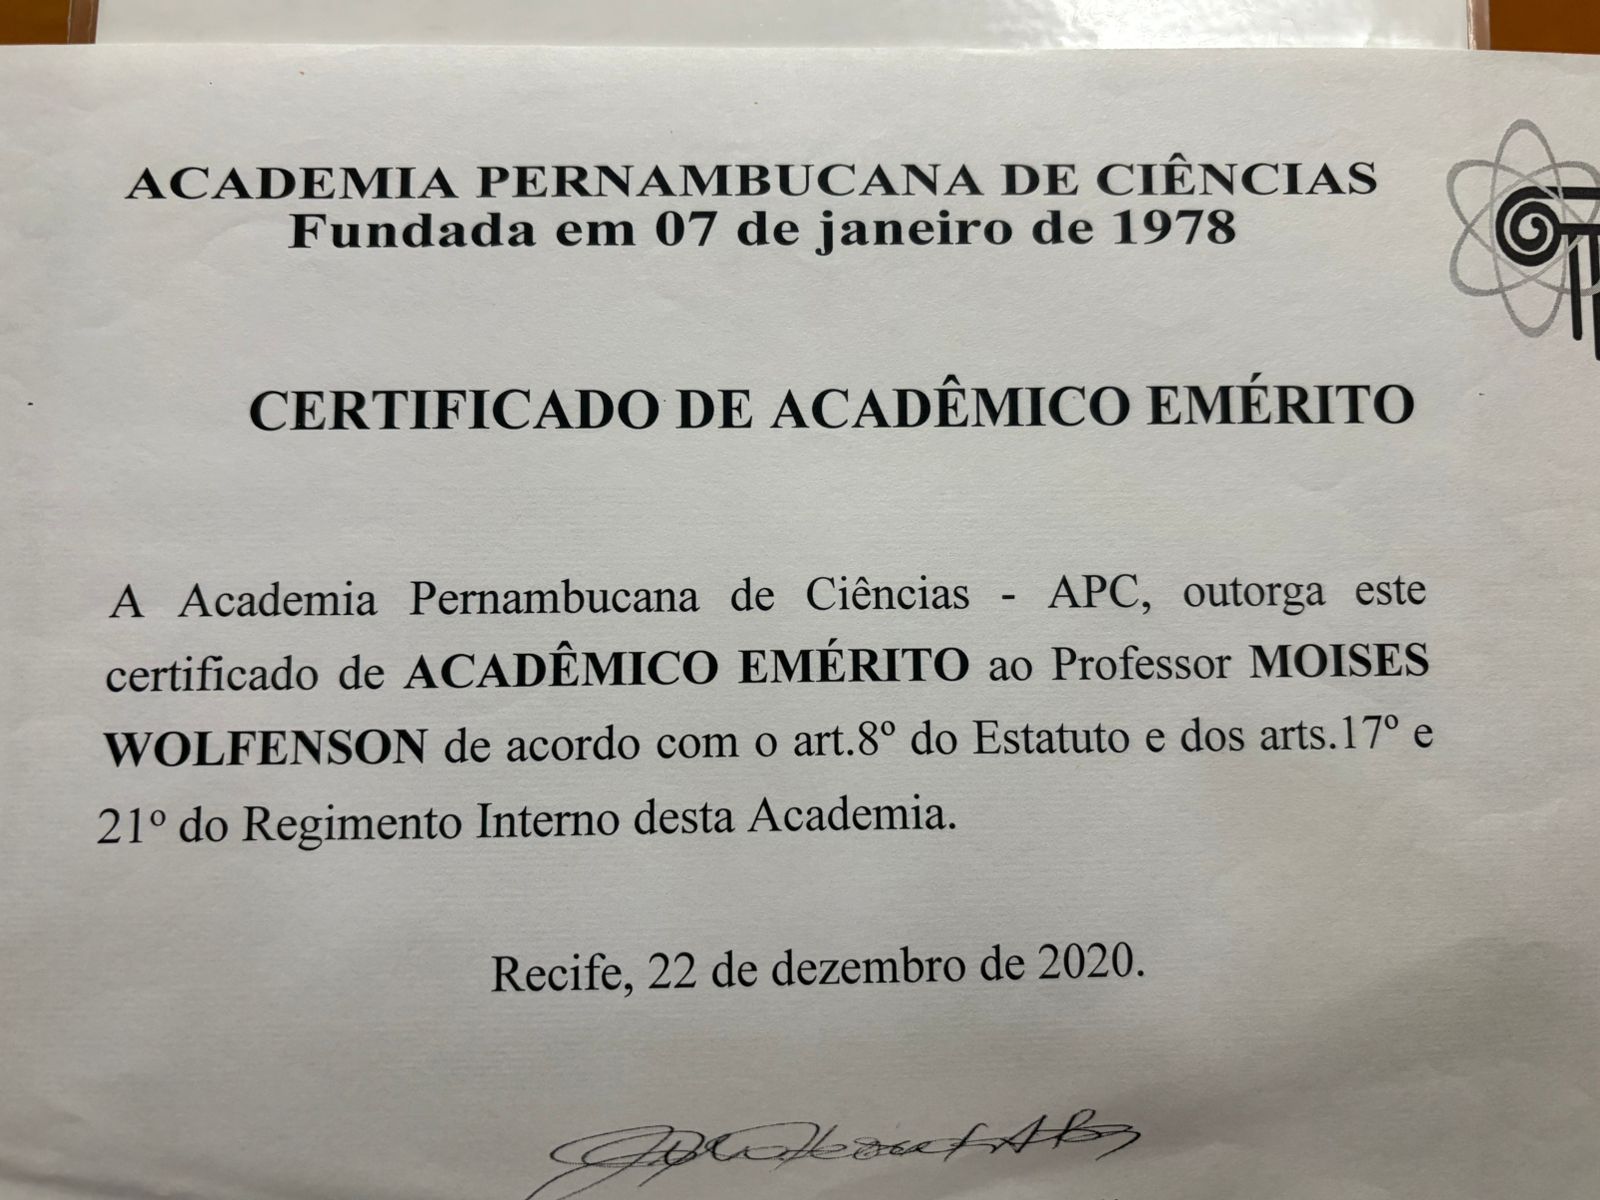 ACADEMIA PERNAMBUCANA DE CIÊNCIAS
Fundada em 07 de janeiro de 1978
CERTIFICADO DE ACADÊMICO EMÉRITO
A Academia Pernambucana de Ciências - APC, outorga este
certificado de ACADÊMICO EMÉRITO ao Professor MOISES
WOLFENSON de acordo com o art.8º do Estatuto e dos arts.17º e
21º do Regimento Interno desta Academia.
Recife, 22 de dezembro de 2020.